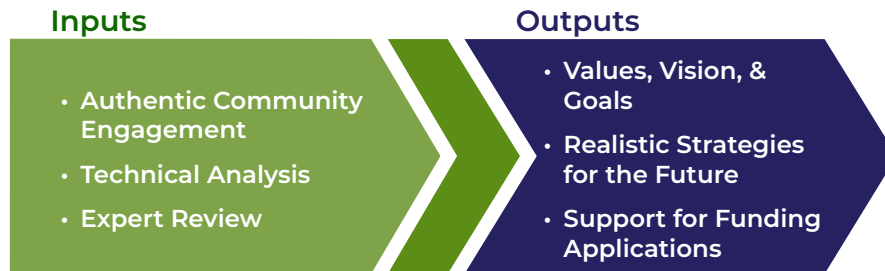 Inputs
• Authentic Community
Engagement
• Technical Analysis
• Expert Review
Outputs
• Values, Vision, &
Goals
• Realistic Strategies
for the Future
• Support for Funding
Applications